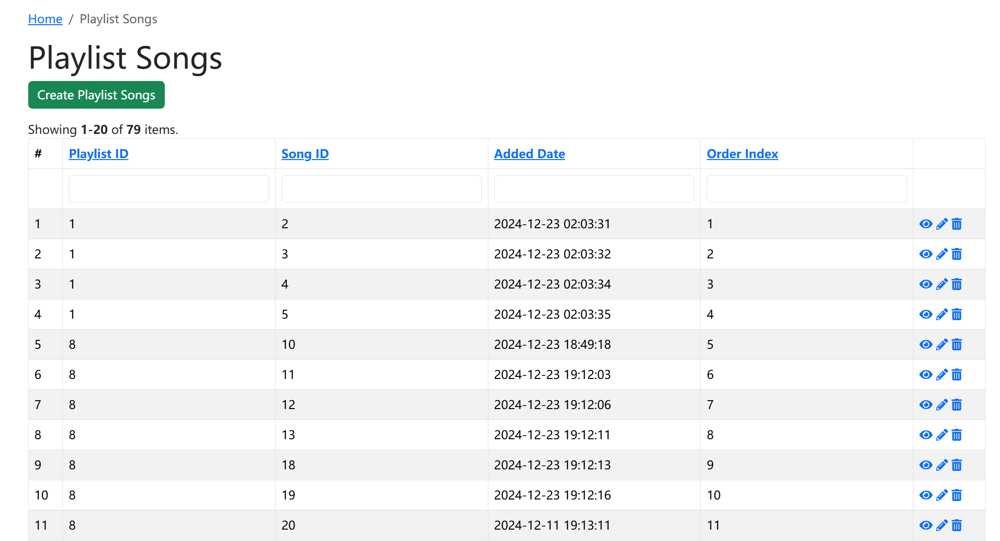 Home / Playlist Songs
Playlist Songs
Create Playlist Songs
Showing 1-20 of 79 items.
# Playlist ID Song ID Added Date Order Index
1 1 2 2024-12-23 02:03:31 1
2 1 3 2024-12-23 02:03:32 2
3 1 4 2024-12-23 02:03:34 3
4 1 5 2024-12-23 02:03:35 4
5 8 10 2024-12-23 18:49:18 5
6 8 11 2024-12-23 19:12:03 6
7 8 12 2024-12-23 19:12:06 7
8 8 13 2024-12-23 19:12:11 8
9 8 18 2024-12-23 19:12:13 9
10 8 19 2024-12-23 19:12:16 10
11 8 20 2024-12-11 19:13:11 11